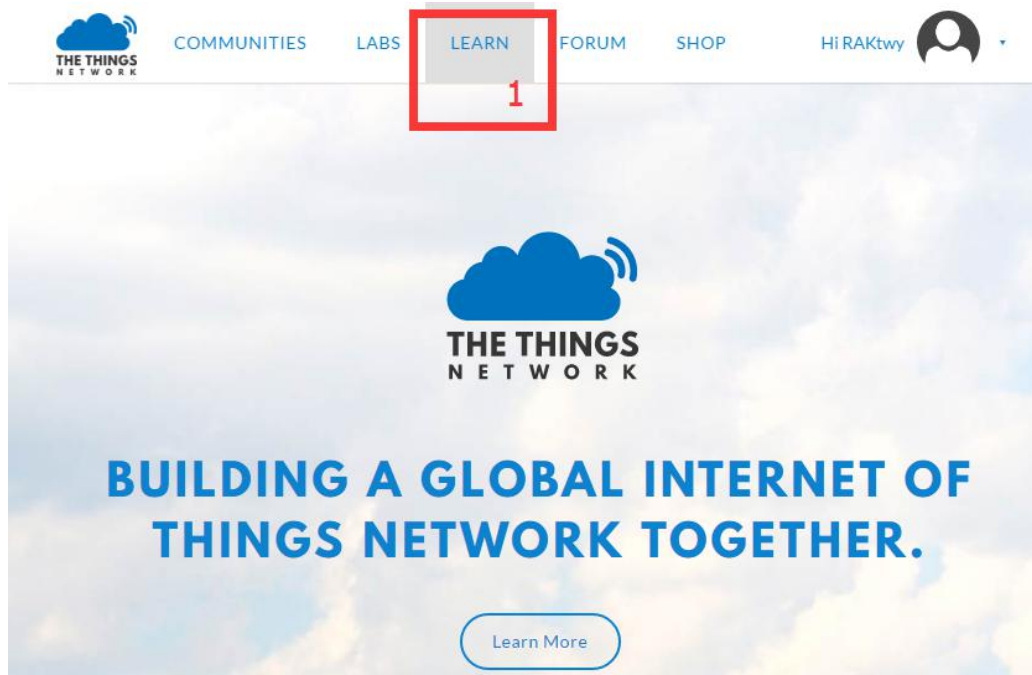 THE THINGS
NETWORK
COMMUNITIES LABS LEARN FORUM SHOP Hi RAKtwy
1
THE THINGS
NETWORK
BUILDING A GLOBAL INTERNET OF
THINGS NETWORK TOGETHER.
Learn More